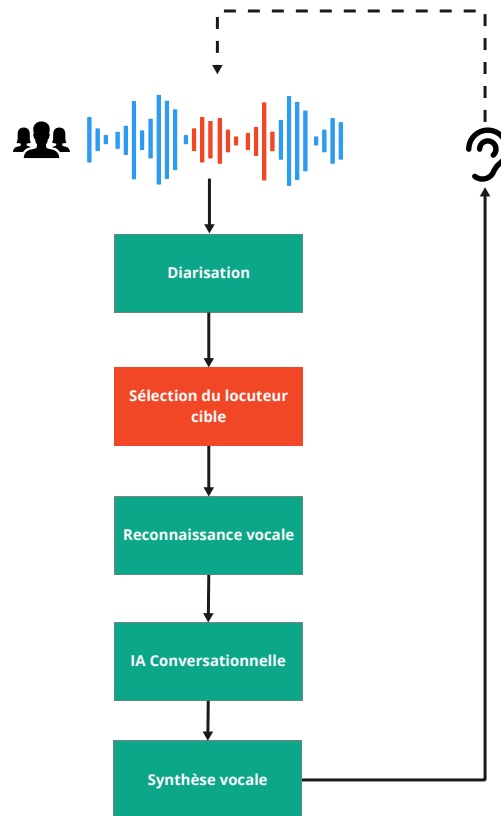 Diarisation
Sélection du locuteur
cible
Reconnaissance vocale
IA Conversationnelle
Synthèse vocale